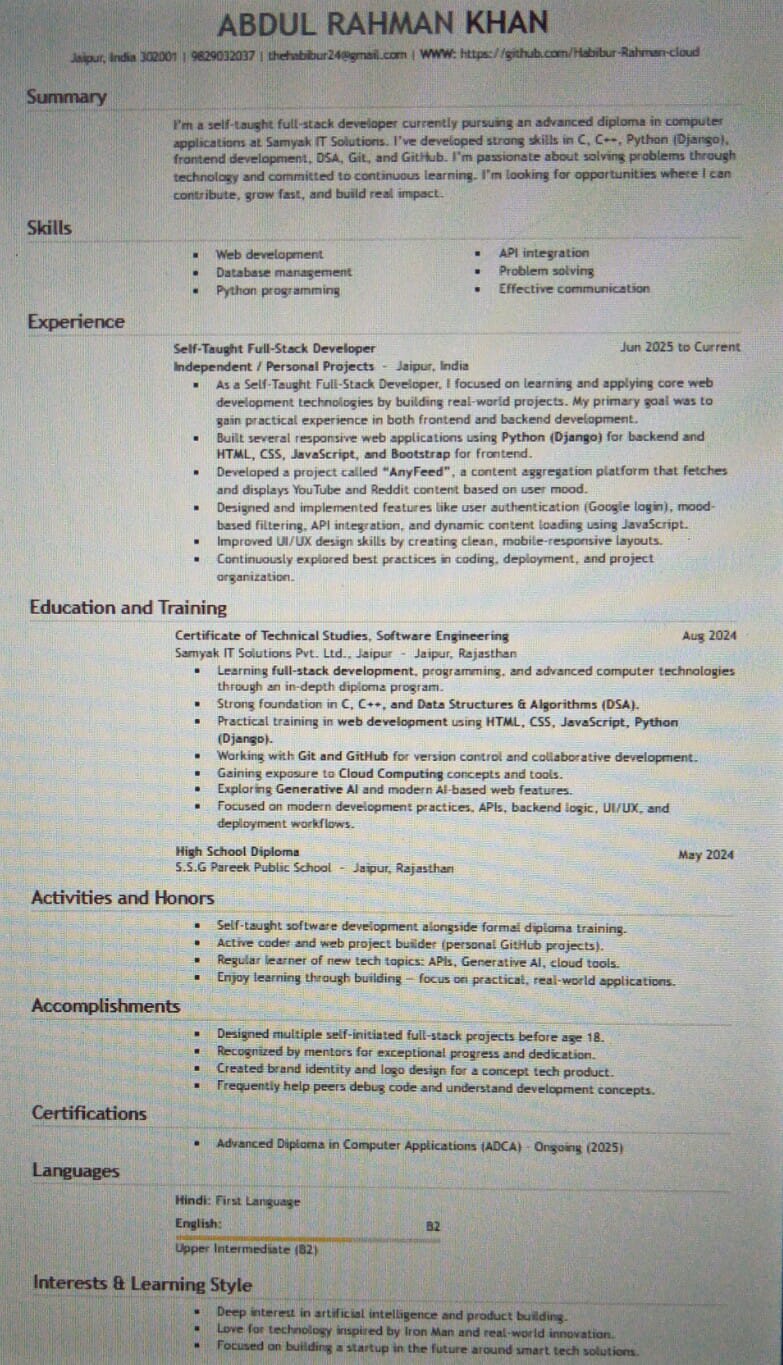 ABDUL RAHMAN KHAN
Jaipur, India 302001 | 9829032037 | thehabibur24@gmail.com | WWW: https://github.com/Habibur-Rahman-cloud
Summary
I'm a self-taught full-stack developer currently pursuing an advanced diploma in computer
applications at Samyak IT Solutions. I've developed strong skills in C, C++, Python (Django),
frontend development, DSA, Git, and GitHub. I'm passionate about solving problems through
technology and committed to continuous learning. I'm looking for opportunities where I can
contribute, grow fast, and build real impact.
Skills
▪ Web development
▪ Database management
▪ Python programming
▪ API integration
▪ Problem solving
▪ Effective communication
Experience
Self-Taught Full-Stack Developer Jun 2025 to Current
Independent / Personal Projects - Jaipur, India
▪ As a Self-Taught Full-Stack Developer, I focused on learning and applying core web
development technologies by building real-world projects. My primary goal was to
gain practical experience in both frontend and backend development.
▪ Built several responsive web applications using Python (Django) for backend and
HTML, CSS, JavaScript, and Bootstrap for frontend.
▪ Developed a project called "AnyFeed", a content aggregation platform that fetches
and displays YouTube and Reddit content based on user mood.
▪ Designed and implemented features like user authentication (Google login), mood-
based filtering, API integration, and dynamic content loading using JavaScript.
▪ Improved UI/UX design skills by creating clean, mobile-responsive layouts.
▪ Continuously explored best practices in coding, deployment, and project
organization.
Education and Training
Certificate of Technical Studies, Software Engineering Aug 2024
Samyak IT Solutions Pvt. Ltd., Jaipur - Jaipur, Rajasthan
▪ Learning full-stack development, programming, and advanced computer technologies
through an in-depth diploma program.
▪ Strong foundation in C, C++, and Data Structures & Algorithms (DSA).
▪ Practical training in web development using HTML, CSS, JavaScript, Python
(Django).
▪ Working with Git and GitHub for version control and collaborative development.
▪ Gaining exposure to Cloud Computing concepts and tools.
▪ Exploring Generative AI and modern AI-based web features.
▪ Focused on modern development practices, APIs, backend logic, UI/UX, and
deployment workflows.
High School Diploma May 2024
S.S.G Pareek Public School - Jaipur, Rajasthan
Activities and Honors
▪ Self-taught software development alongside formal diploma training.
▪ Active coder and web project builder (personal GitHub projects).
▪ Regular learner of new tech topics: APIs, Generative AI, cloud tools.
▪ Enjoy learning through building — focus on practical, real-world applications.
Accomplishments
▪ Designed multiple self-initiated full-stack projects before age 18.
▪ Recognized by mentors for exceptional progress and dedication.
▪ Created brand identity and logo design for a concept tech product.
▪ Frequently help peers debug code and understand development concepts.
Certifications
▪ Advanced Diploma in Computer Applications (ADCA) - Ongoing (2025)
Languages
Hindi: First Language
English: B2
Upper Intermediate (B2)
Interests & Learning Style
▪ Deep interest in artificial intelligence and product building.
▪ Love for technology inspired by Iron Man and real-world innovation.
▪ Focused on building a startup in the future around smart tech solutions.